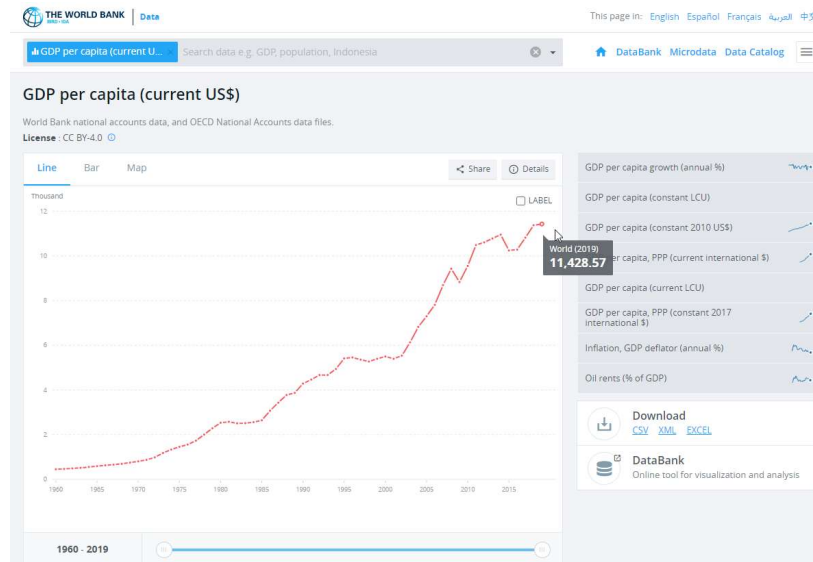 THE WORLD BANK
IBRD • IDA
Data
This page in: English Español Français العربية
GDP per capita (current U...
Search data e.g. GDP, population, Indonesia
DataBank Microdata Data Catalog
GDP per capita (current US$)
World Bank national accounts data, and OECD National Accounts data files.
License : CC BY-4.0
Line Bar Map
Share Details
Thousand
LABEL
12
10
8
6
4
2
0
1960 1965 1970 1975 1980 1985 1990 1995 2000 2005 2010 2015
World (2019)
11,428.57
1960 - 2019
GDP per capita growth (annual %)
GDP per capita (constant LCU)
GDP per capita (constant 2010 US$)
er capita, PPP (current international $)
GDP per capita (current LCU)
GDP per capita, PPP (constant 2017
international $)
Inflation, GDP deflator (annual %)
Oil rents (% of GDP)
Download
CSV XML EXCEL
DataBank
Online tool for visualization and analysis